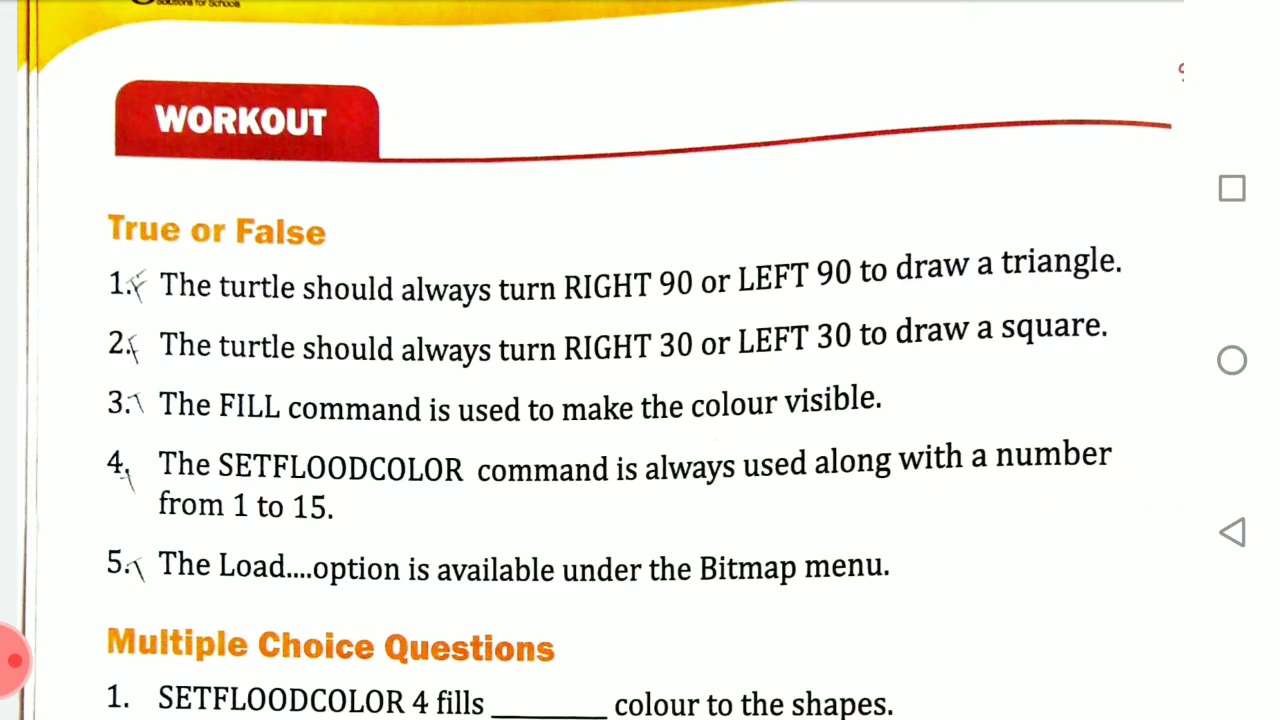 Solutions for Schools
WORKOUT
True or False
1. The turtle should always turn RIGHT 90 or LEFT 90 to draw a triangle.
2. The turtle should always turn RIGHT 30 or LEFT 30 to draw a square.
3. The FILL command is used to make the colour visible.
4. The SETFLOODCOLOR command is always used along with a number
from 1 to 15.
5. The Load....option is available under the Bitmap menu.
Multiple Choice Questions
1. SETFLOODCOLOR 4 fills ________ colour to the shapes.